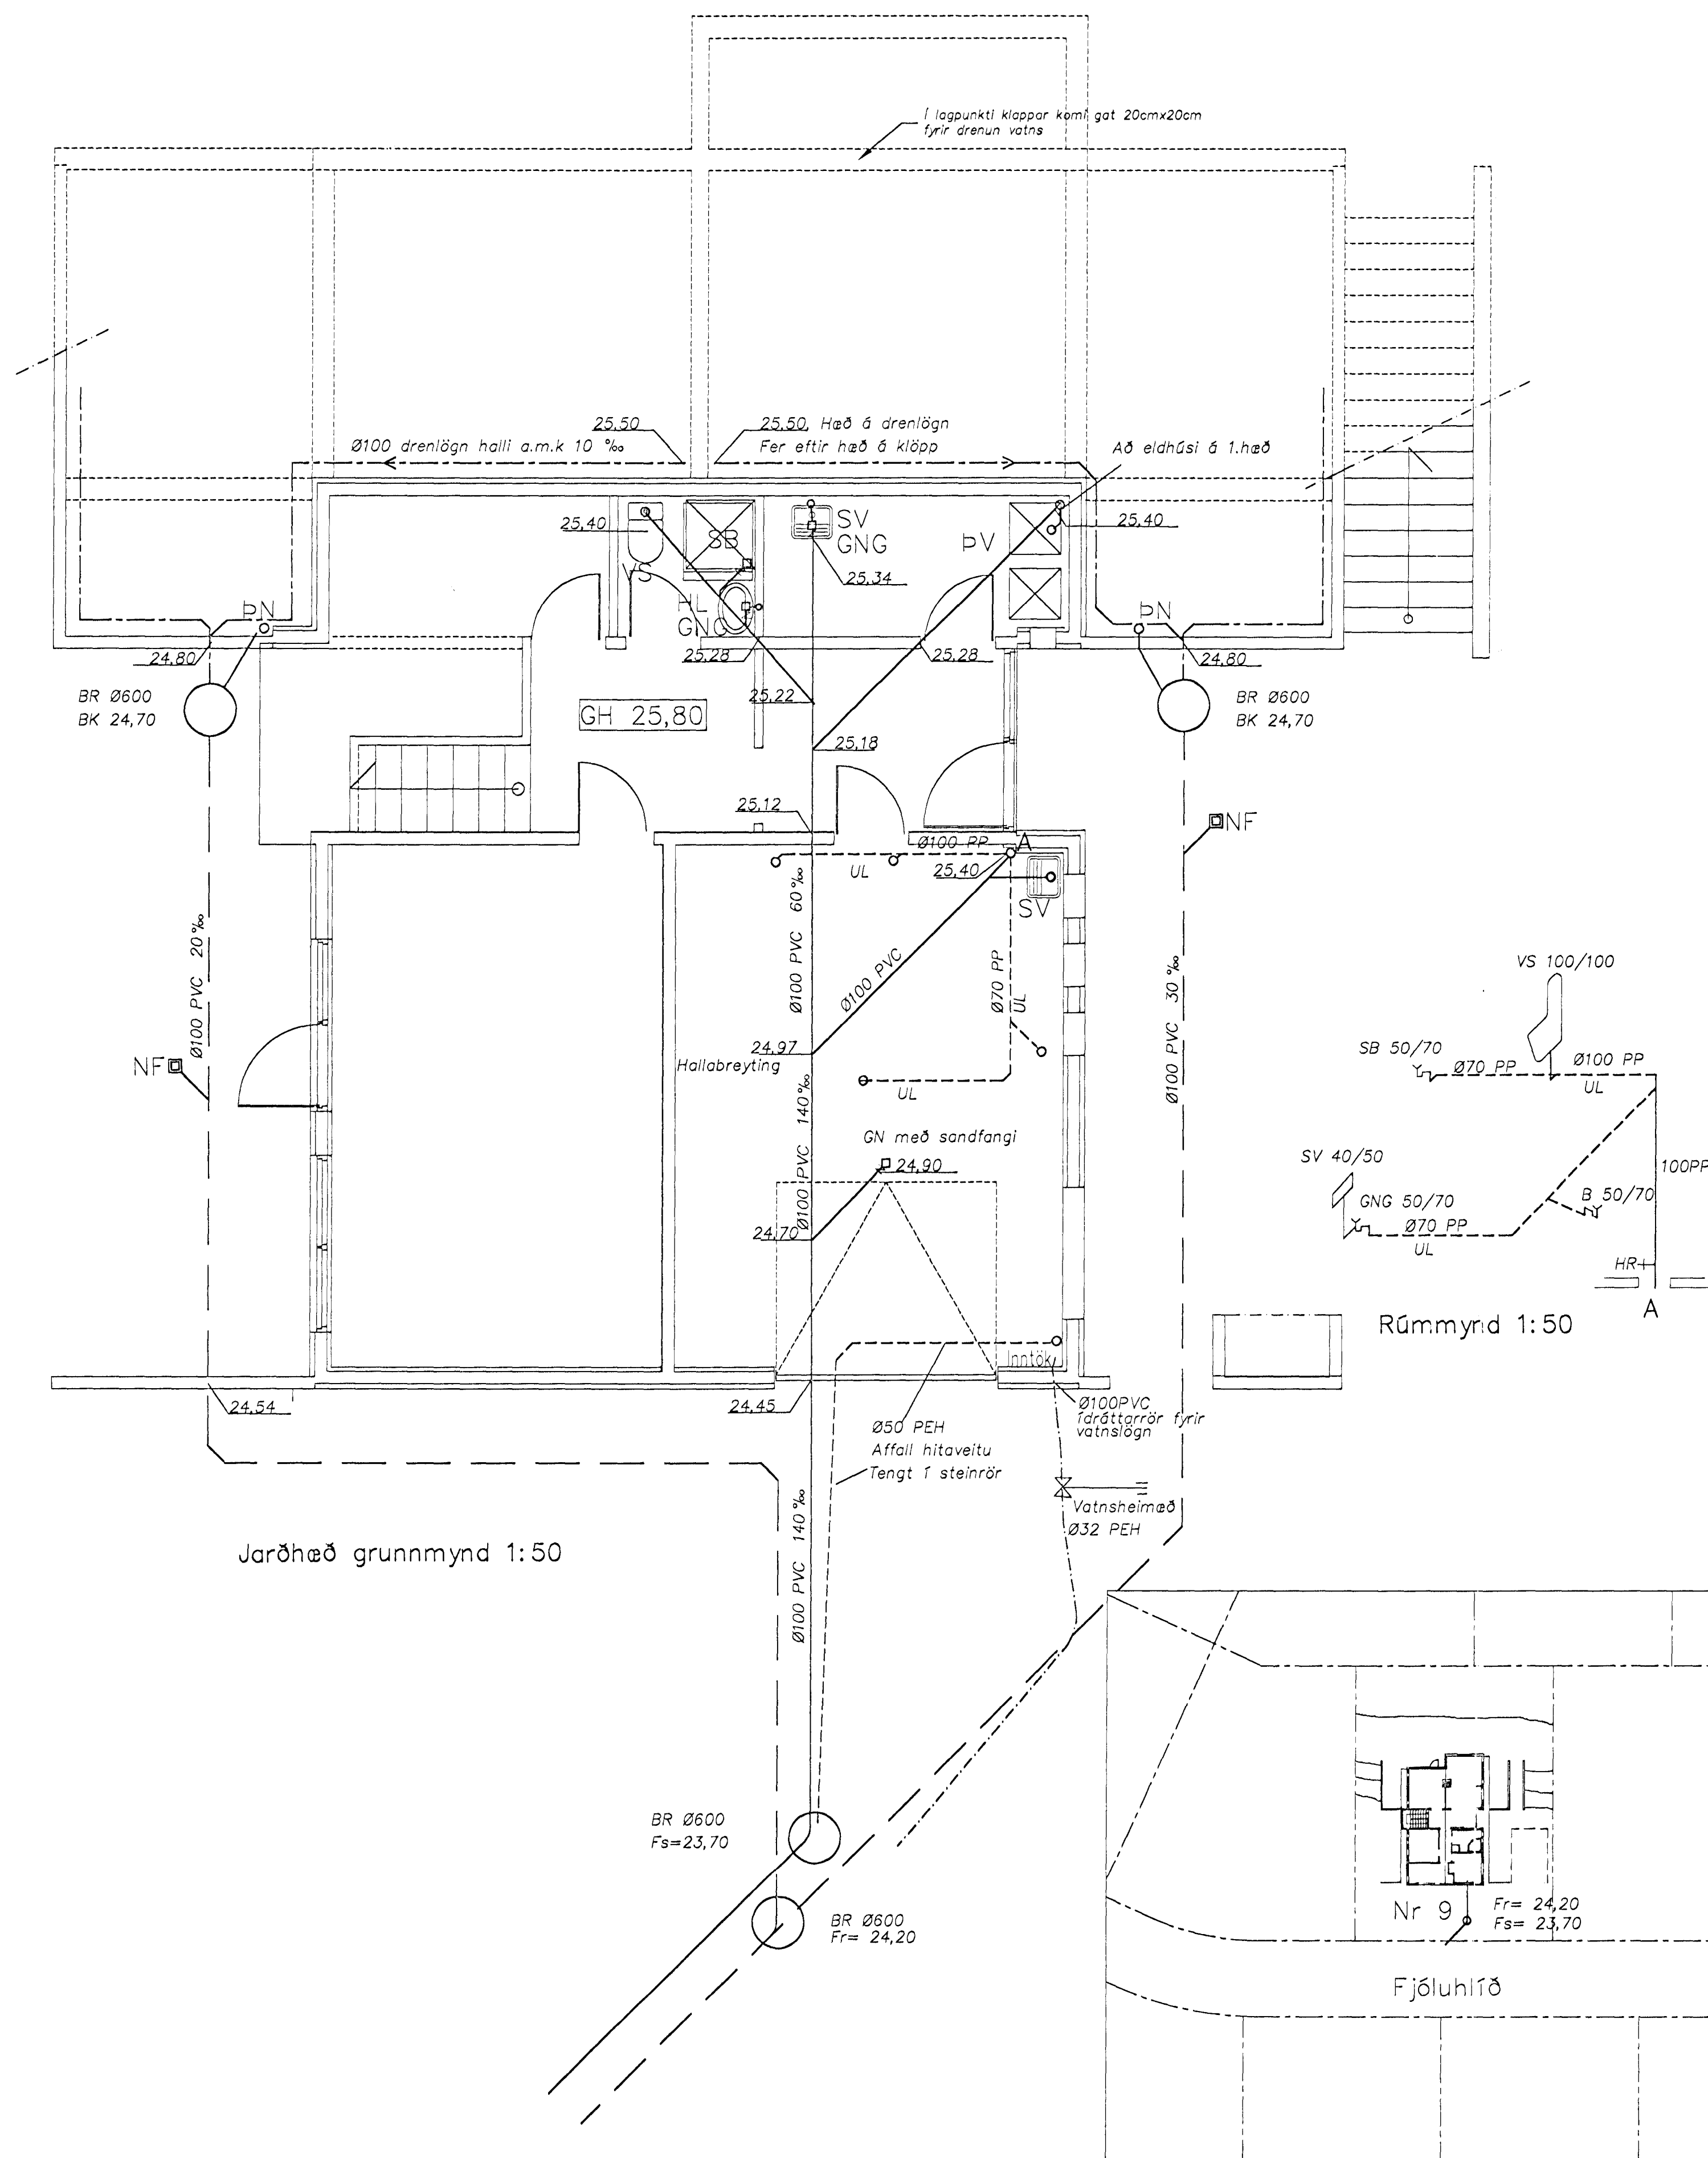 Í lagpunkti klappar komi gat 20cmx20cm
fyrir drenun vatns
25,50
25,50, Hæð á drenlögn
Ø100 drenlögn halli a.m.k 10 ‰
Fer eftir hæð á klöpp
Að eldhúsi á 1.hæð
25,40
SB
SV
GNG
ÞV
25,40
VS
25,34
HL
GNG
ÞN
ÞN
24,80
25,28
25,28
24,80
BR Ø600
BK 24,70
25,22
GH 25,80
BR Ø600
BK 24,70
25,18
25,12
NF
Ø100 PP
A
UL
25,40
SV
Ø100 PVC 60‰
Ø100 PVC 20‰
Ø100 PVC
Ø70 PP
UL
Ø100 PVC 30‰
VS 100/100
24,97
Hallabreyting
NF
SB 50/70
Ø70 PP
Ø100 PP
UL
UL
Ø100 PVC 140‰
GN með sandfangi
24,90
SV 40/50
100PP
GNG 50/70
B 50/70
24,70
Ø70 PP
UL
HR
A
Rúmmynd 1:50
Inntök
24,54
24,45
Ø100PVC
ídráttarrör fyrir
vatnslögn
Ø50 PEH
Affall hitaveitu
Tengt í steinrör
Vatnsheimæð
Ø32 PEH
Ø100 PVC 140‰
Jarðhæð grunnmynd 1:50
BR Ø600
Fs=23,70
BR Ø600
Fr= 24,20
Nr 9
Fr= 24,20
Fs= 23,70
Fjóluhlíð